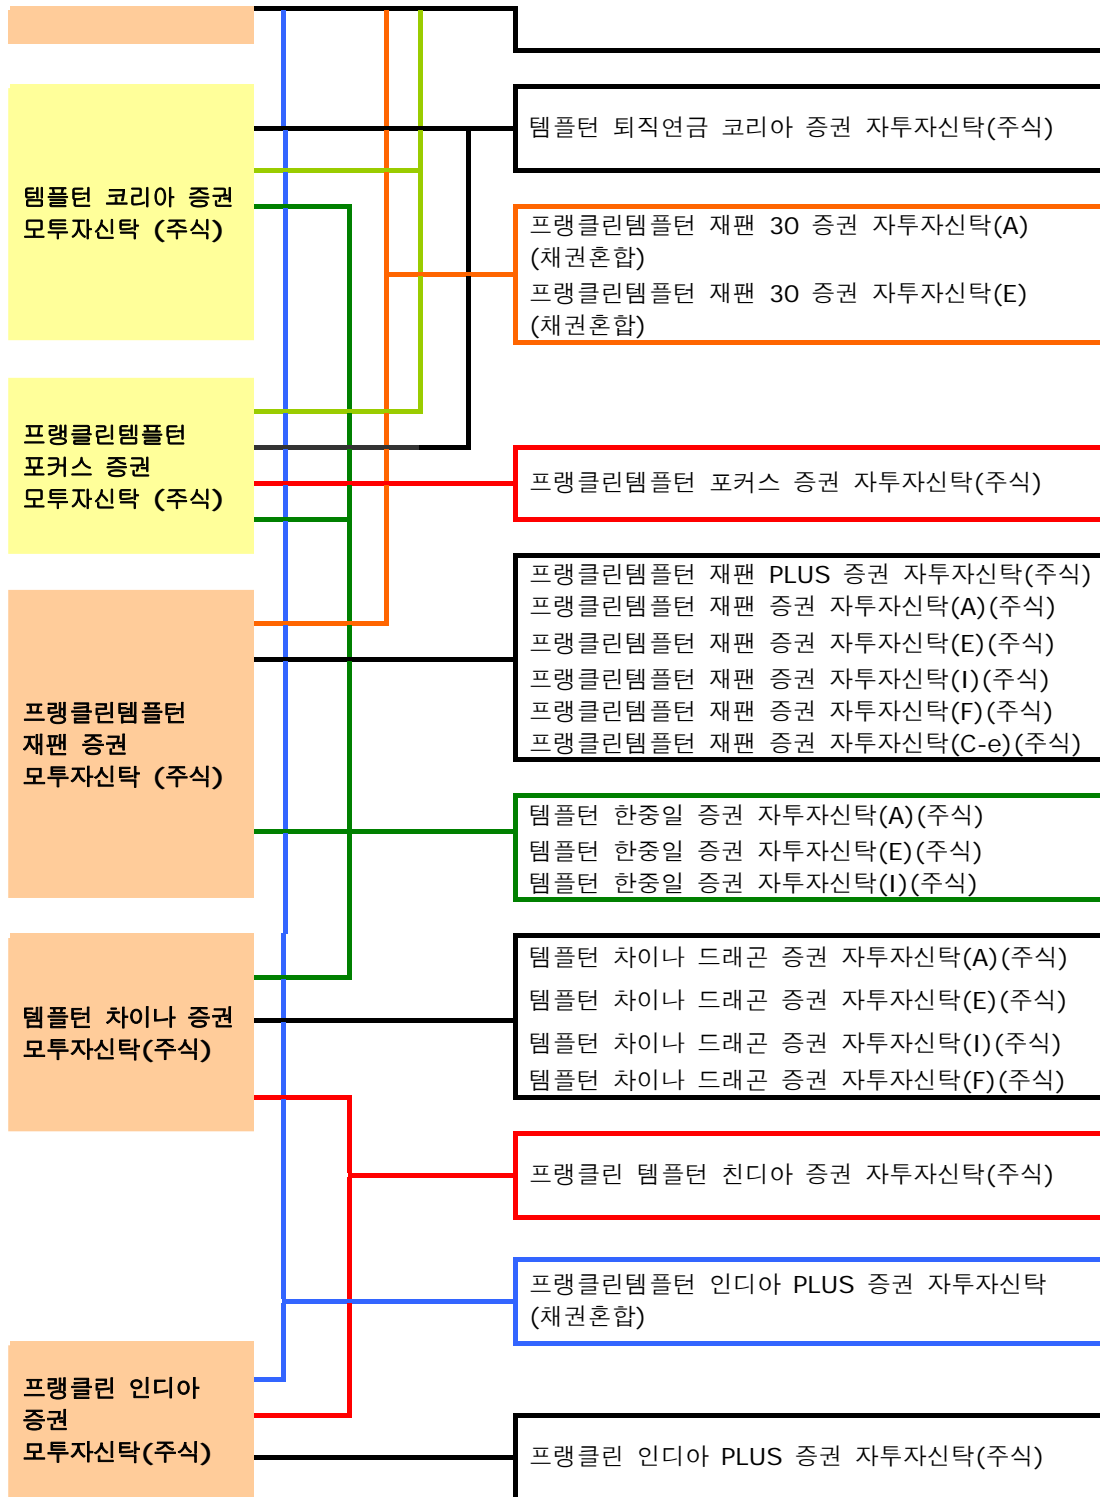 템플턴 퇴직연금 코리아 증권 자투자신탁(주식)
템플턴 코리아 증권
모투자신탁 (주식)
프랭클린템플턴 재팬 30 증권 자투자신탁(A)
(채권혼합)
프랭클린템플턴 재팬 30 증권 자투자신탁(E)
(채권혼합)
프랭클린템플턴
포커스 증권
모투자신탁 (주식)
프랭클린템플턴 포커스 증권 자투자신탁(주식)
프랭클린템플턴 재팬 PLUS 증권 자투자신탁(주식)
프랭클린템플턴 재팬 증권 자투자신탁(A)(주식)
프랭클린템플턴 재팬 증권 자투자신탁(E)(주식)
프랭클린템플턴 재팬 증권 자투자신탁(I)(주식)
프랭클린템플턴 재팬 증권 자투자신탁(F)(주식)
프랭클린템플턴 재팬 증권 자투자신탁(C-e)(주식)
프랭클린템플턴
재팬 증권
모투자신탁 (주식)
템플턴 한중일 증권 자투자신탁(A)(주식)
템플턴 한중일 증권 자투자신탁(E)(주식)
템플턴 한중일 증권 자투자신탁(I)(주식)
템플턴 차이나 증권
모투자신탁(주식)
템플턴 차이나 드래곤 증권 자투자신탁(A)(주식)
템플턴 차이나 드래곤 증권 자투자신탁(E)(주식)
템플턴 차이나 드래곤 증권 자투자신탁(I)(주식)
템플턴 차이나 드래곤 증권 자투자신탁(F)(주식)
프랭클린 템플턴 친디아 증권 자투자신탁(주식)
프랭클린템플턴 인디아 PLUS 증권 자투자신탁
(채권혼합)
프랭클린 인디아
증권
모투자신탁(주식)
프랭클린 인디아 PLUS 증권 자투자신탁(주식)